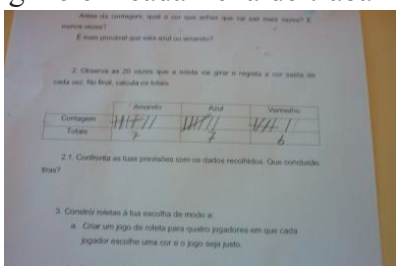 Antes da contagem, qual a cor que achas que vai sair mais vezes? E
menos vezes?
É mais provável que saia azul ou amarelo?
2. Observa as 20 vezes que a roleta vai girar e regista a cor saída de
cada vez. No final, calcula os totais.
Amarelo Azul Vermelho
Contagem
Totais 7 7 6
2.1. Confronta as tuas previsões com os dados recolhidos. Que conclusão
tiras?
3. Constrói roletas à tua escolha de modo a:
a. Criar um jogo de roleta para quatro jogadores em que cada
jogador escolhe uma cor e o jogo seja justo.